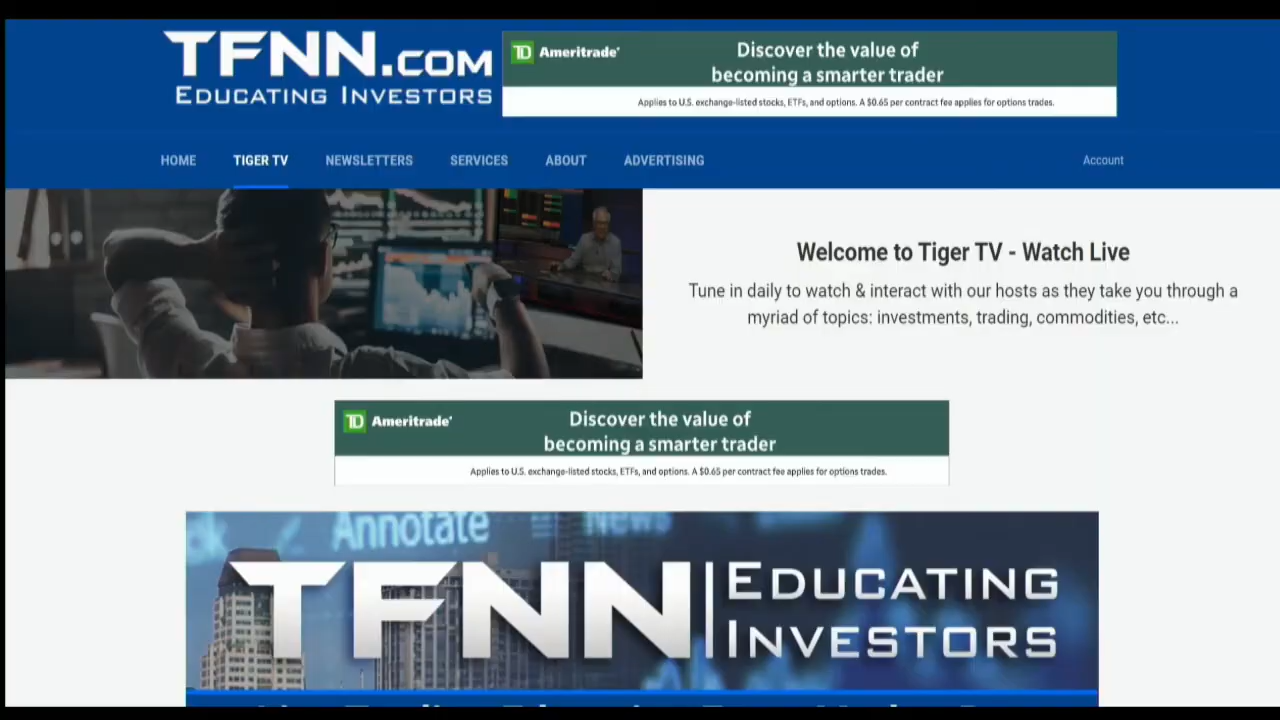 TFNN.COM
EDUCATING INVESTORS
TD Ameritrade
Discover the value of
becoming a smarter trader
Applies to U.S. exchange-listed stocks, ETFs, and options. A $0.65 per contract fee applies for options trades.
HOME TIGER TV NEWSLETTERS SERVICES ABOUT ADVERTISING Account
Welcome to Tiger TV - Watch Live
Tune in daily to watch & interact with our hosts as they take you through a
myriad of topics: investments, trading, commodities, etc...
TD Ameritrade
Discover the value of
becoming a smarter trader
Applies to U.S. exchange-listed stocks, ETFs, and options. A $0.65 per contract fee applies for options trades.
Annotate News
TFNN
EDUCATING
INVESTORS